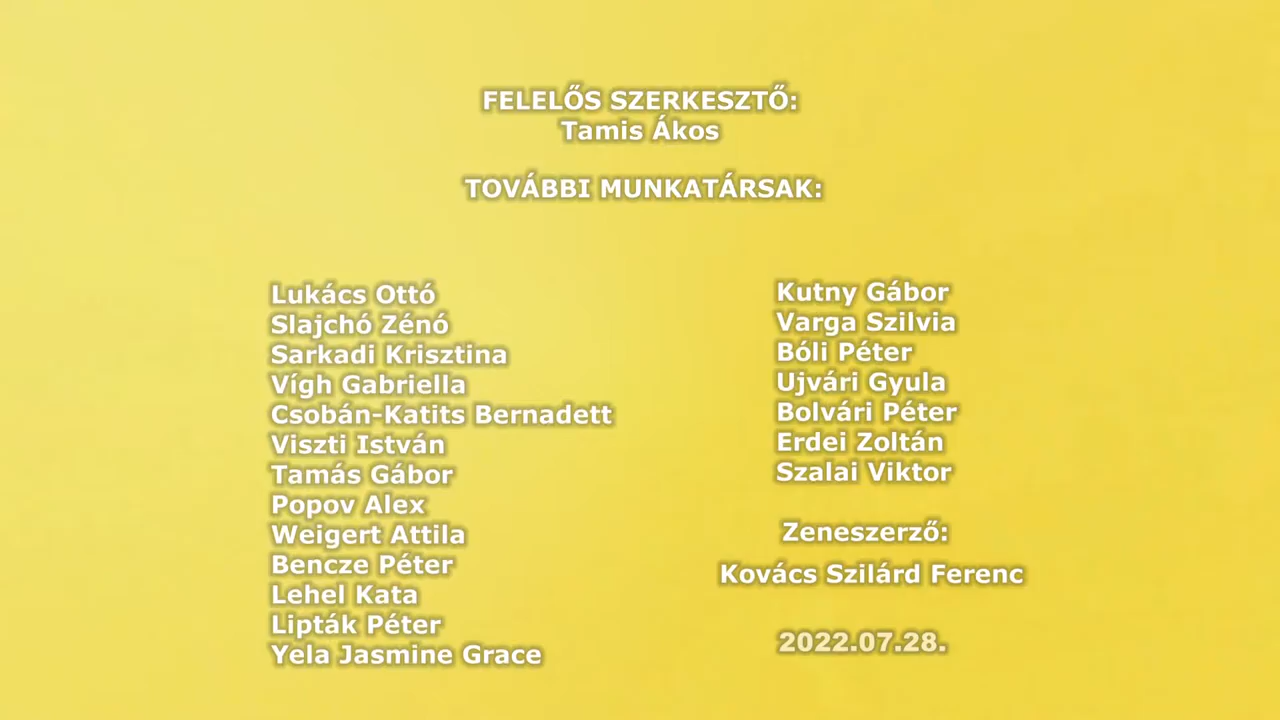 FELELŐS SZERKESZTŐ:
Tamis Ákos
TOVÁBBI MUNKATÁRSAK:
Lukács Ottó
Slajchó Zénó
Sarkadi Krisztina
Vígh Gabriella
Csobán-Katits Bernadett
Viszti István
Tamás Gábor
Popov Alex
Weigert Attila
Bencze Péter
Lehel Kata
Lipták Péter
Yela Jasmine Grace
Kutny Gábor
Varga Szilvia
Bóli Péter
Ujvári Gyula
Bolvári Péter
Erdei Zoltán
Szalai Viktor
Zeneszerző:
Kovács Szilárd Ferenc
2022.07.28.